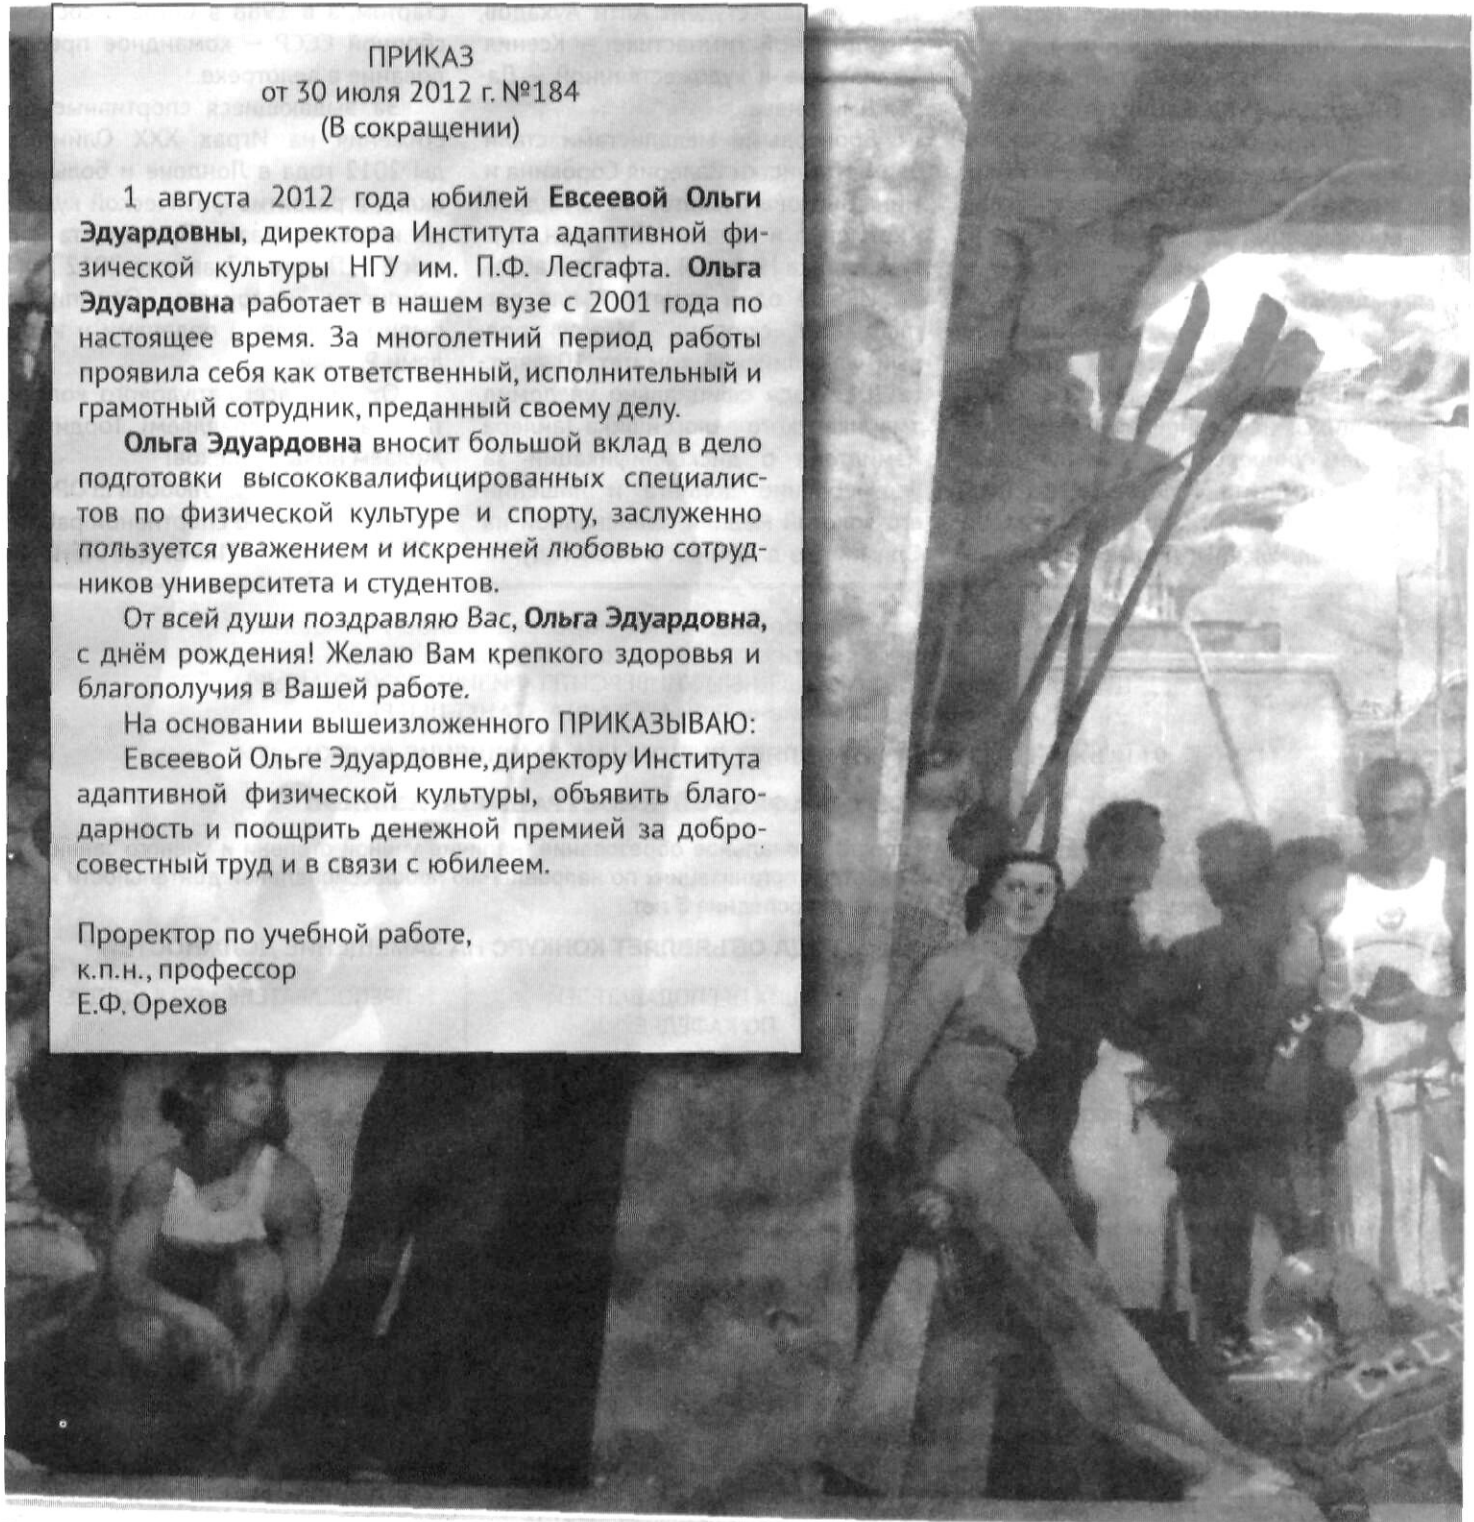 ПРИКАЗ
от 30 июля 2012 г. №184
(В сокращении)
1 августа 2012 года юбилей Евсеевой Ольги
Эдуардовны, директора Института адаптивной фи-
зической культуры НГУ им. П.Ф. Лесгафта. Ольга
Эдуардовна работает в нашем вузе с 2001 года по
настоящее время. За многолетний период работы
проявила себя как ответственный, исполнительный и
грамотный сотрудник, преданный своему делу.
Ольга Эдуардовна вносит большой вклад в дело
подготовки высококвалифицированных специалис-
тов по физической культуре и спорту, заслуженно
пользуется уважением и искренней любовью сотруд-
ников университета и студентов.
От всей души поздравляю Вас, Ольга Эдуардовна,
с днём рождения! Желаю Вам крепкого здоровья и
благополучия в Вашей работе.
На основании вышеизложенного ПРИКАЗЫВАЮ:
Евсеевой Ольге Эдуардовне, директору Института
адаптивной физической культуры, объявить благо-
дарность и поощрить денежной премией за добро-
совестный труд и в связи с юбилеем.
Проректор по учебной работе,
к.п.н., профессор
Е.Ф. Орехов